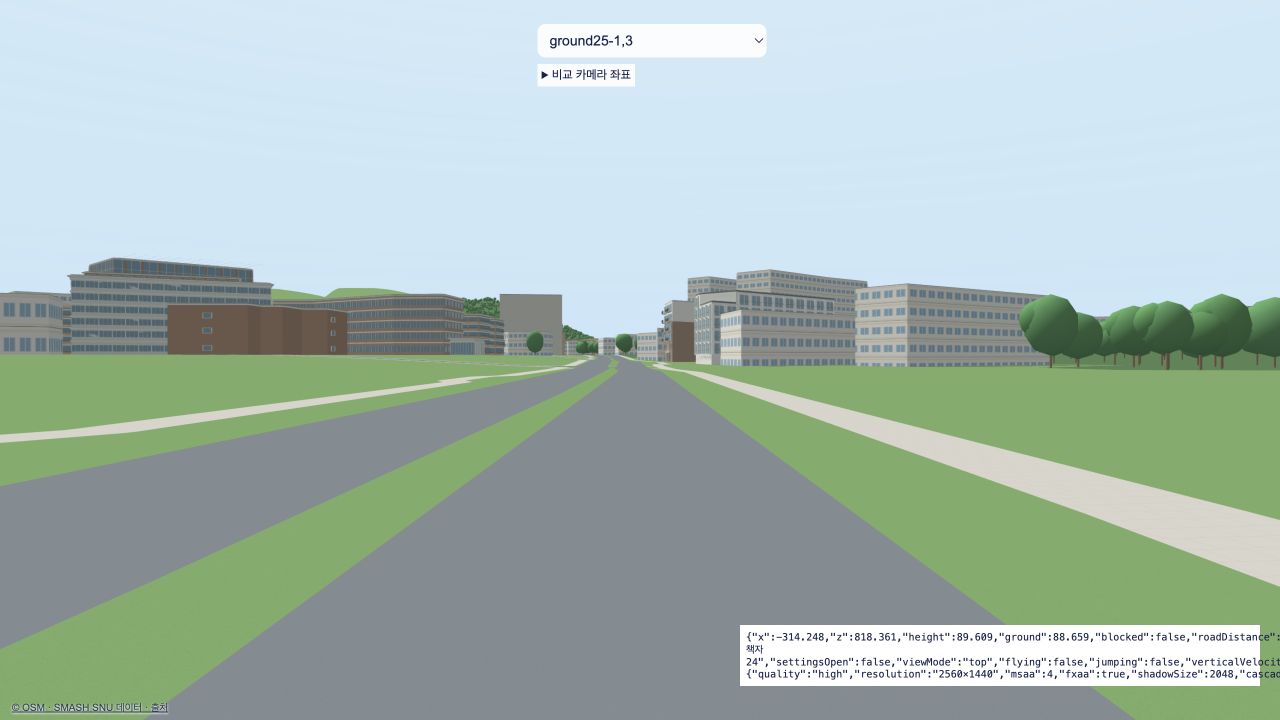 ground25-1,3
▶ 비교 카메라 좌표
{"x":-314.248,"z":818.361,"height":89.609,"ground":88.659,"blocked":false,"roadDistance":
책자
24","settingsOpen":false,"viewMode":"top","flying":false,"jumping":false,"verticalVelocit
{"quality":"high","resolution":"2560×1440","msaa":4,"fxaa":true,"shadowSize":2048,"cascad
© OSM · SMASH SNU 데이터 · 출처